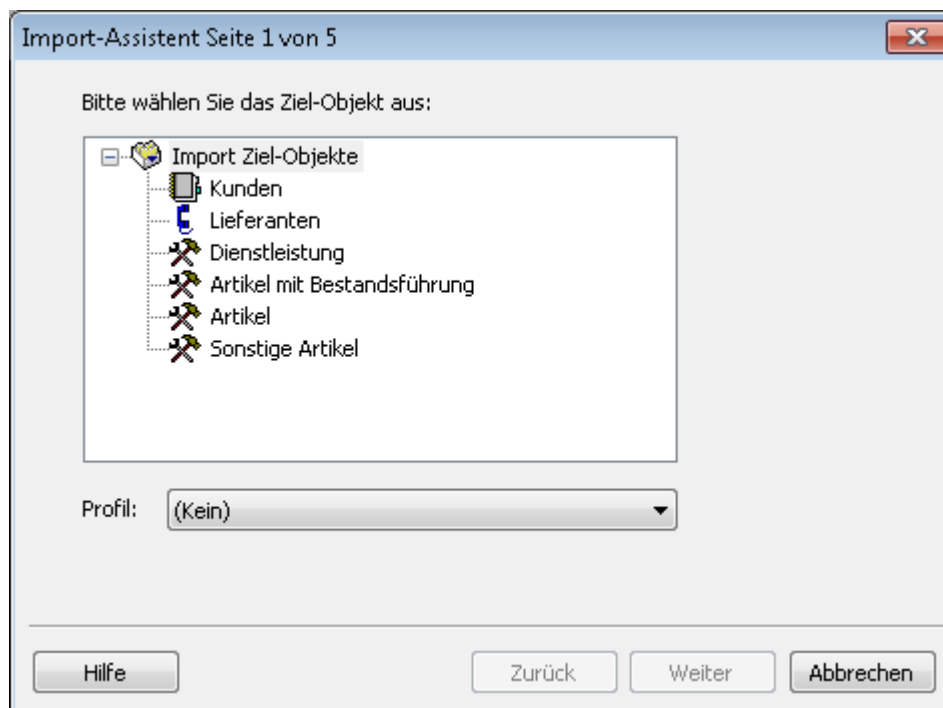 Import-Assistent Seite 1 von 5
Bitte wählen Sie das Ziel-Objekt aus:
Import Ziel-Objekte
Kunden
Lieferanten
Dienstleistung
Artikel mit Bestandsführung
Artikel
Sonstige Artikel
Profil: (Kein)
Hilfe Zurück Weiter Abbrechen